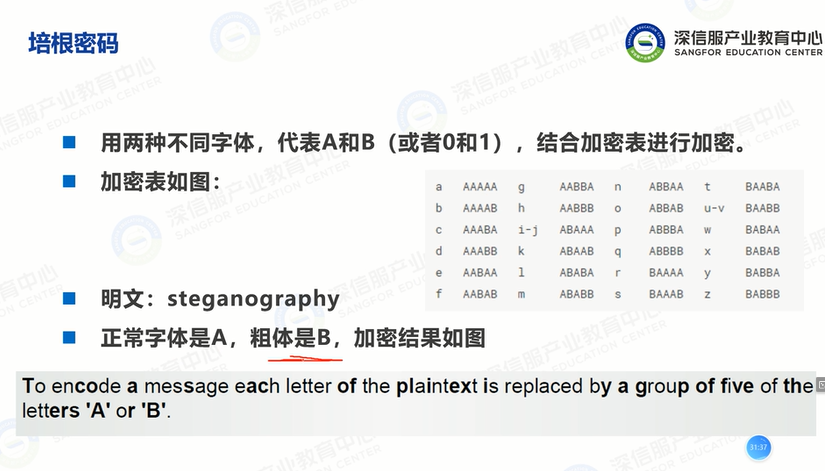 培根密码
深信服产业教育中心
SANGFOR EDUCATION CENTER
用两种不同字体，代表A和B（或者0和1），结合加密表进行加密。
加密表如图：
a AAAAA g AABBA n ABBAA t BAABA
b AAAAB h AABBB o ABBAB u-v BAABB
c AAABA i-j ABAAA p ABBBA w BABAA
d AAABB k ABAAB q ABBBB x BABAB
e AABAA l ABABA r BAAAA y BABBA
f AABAB m ABABB s BAAAB z BABBB
明文：steganography
正常字体是A，粗体是B，加密结果如图
To encode a message each letter of the plaintext is replaced by a group of five of the
letters 'A' or 'B'.
31:37